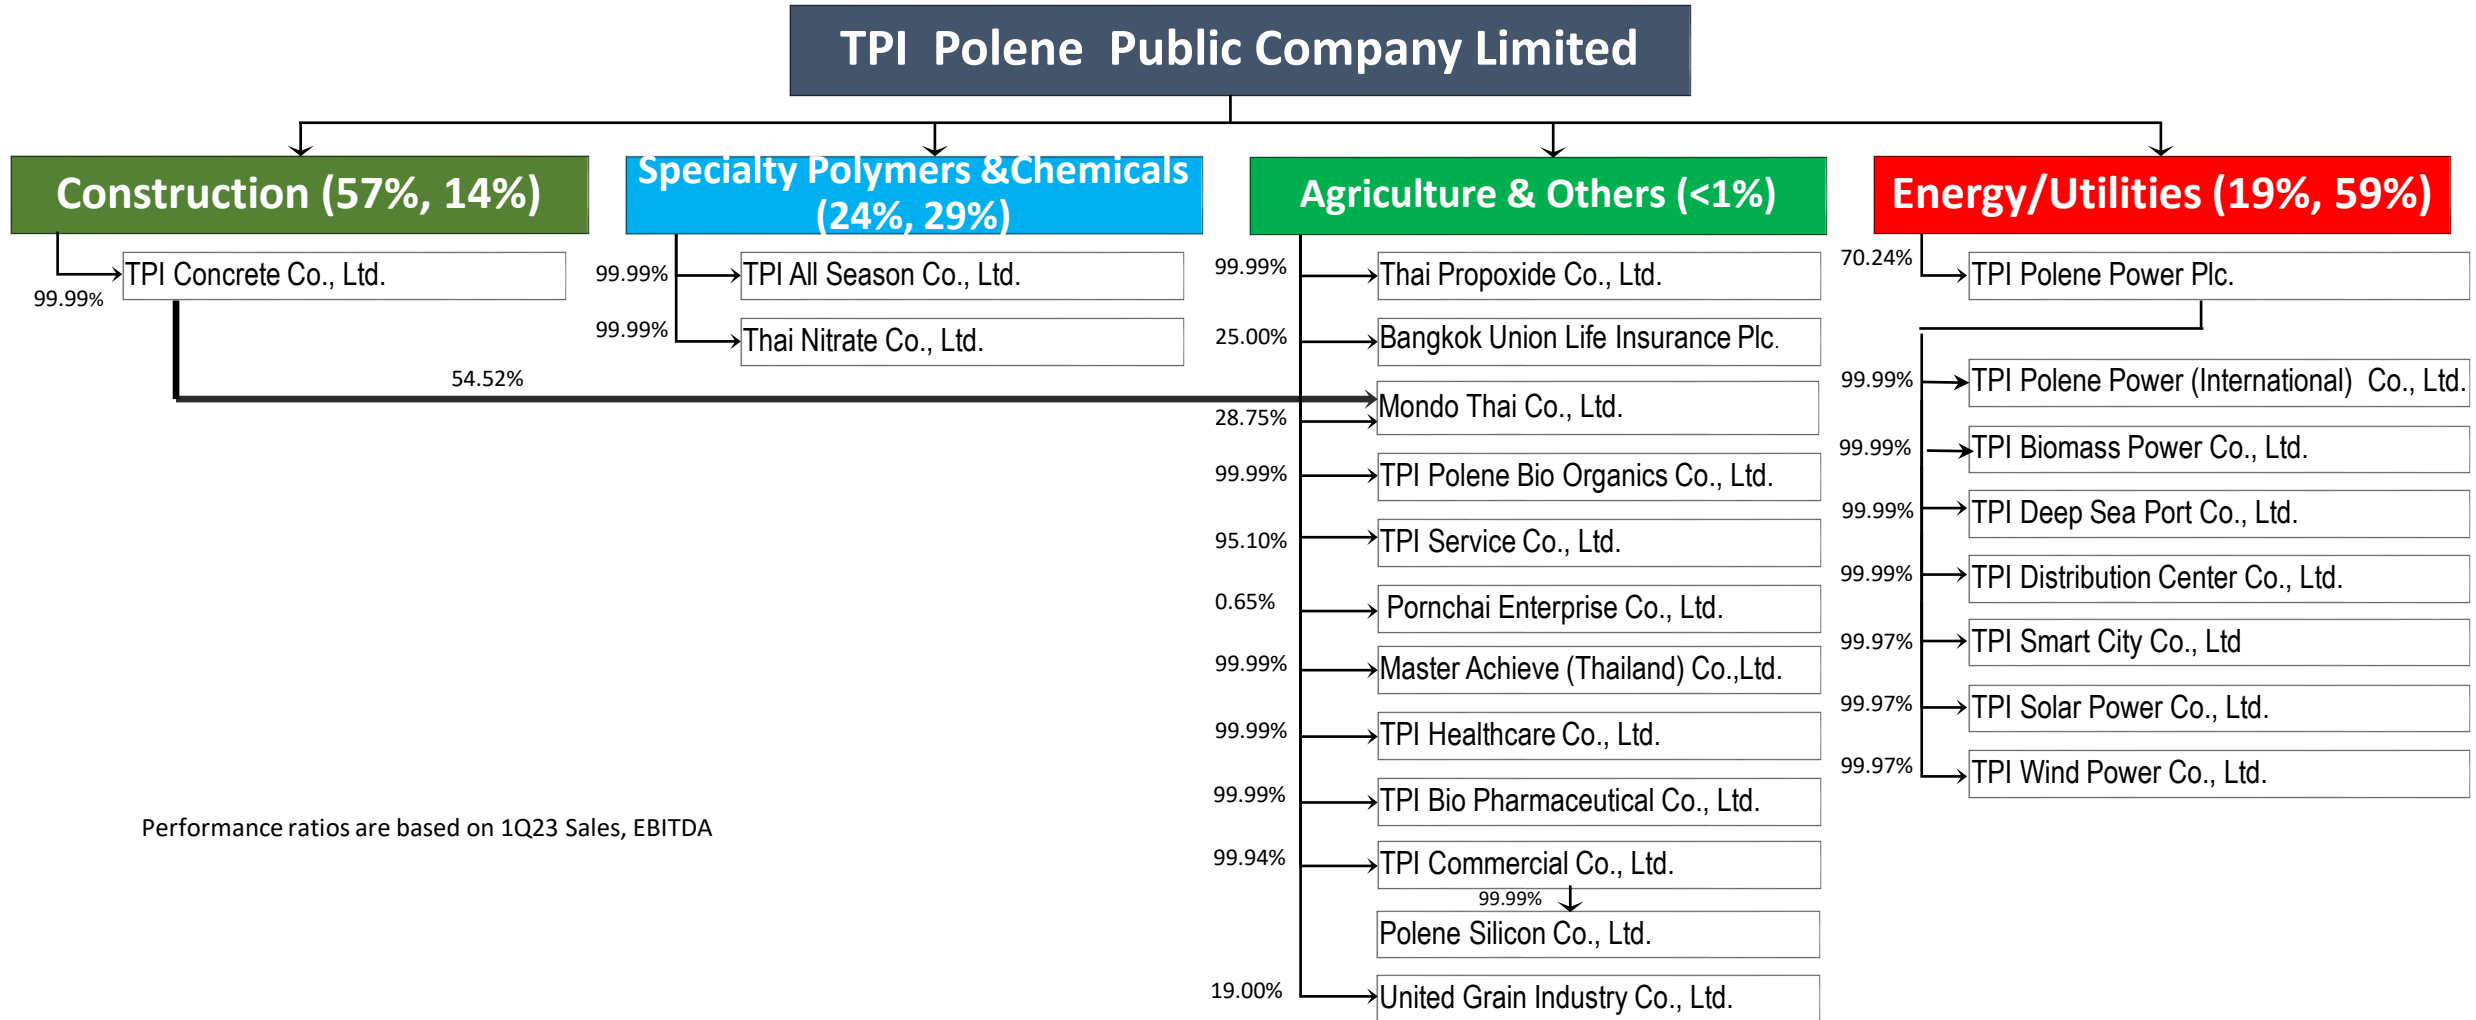 TPI Polene Public Company Limited
Construction (57%, 14%)
99.99%
TPI Concrete Co., Ltd.
54.52%
Specialty Polymers &Chemicals
(24%, 29%)
99.99%
TPI All Season Co., Ltd.
99.99%
Thai Nitrate Co., Ltd.
Agriculture & Others (<1%)
99.99%
Thai Propoxide Co., Ltd.
25.00%
Bangkok Union Life Insurance Plc.
28.75%
Mondo Thai Co., Ltd.
99.99%
TPI Polene Bio Organics Co., Ltd.
95.10%
TPI Service Co., Ltd.
0.65%
Pornchai Enterprise Co., Ltd.
99.99%
Master Achieve (Thailand) Co.,Ltd.
99.99%
TPI Healthcare Co., Ltd.
99.99%
TPI Bio Pharmaceutical Co., Ltd.
99.94%
TPI Commercial Co., Ltd.
99.99%
Polene Silicon Co., Ltd.
19.00%
United Grain Industry Co., Ltd.
Energy/Utilities (19%, 59%)
70.24%
TPI Polene Power Plc.
99.99%
TPI Polene Power (International) Co., Ltd.
99.99%
TPI Biomass Power Co., Ltd.
99.99%
TPI Deep Sea Port Co., Ltd.
99.99%
TPI Distribution Center Co., Ltd.
99.97%
TPI Smart City Co., Ltd
99.97%
TPI Solar Power Co., Ltd.
99.97%
TPI Wind Power Co., Ltd.
Performance ratios are based on 1Q23 Sales, EBITDA